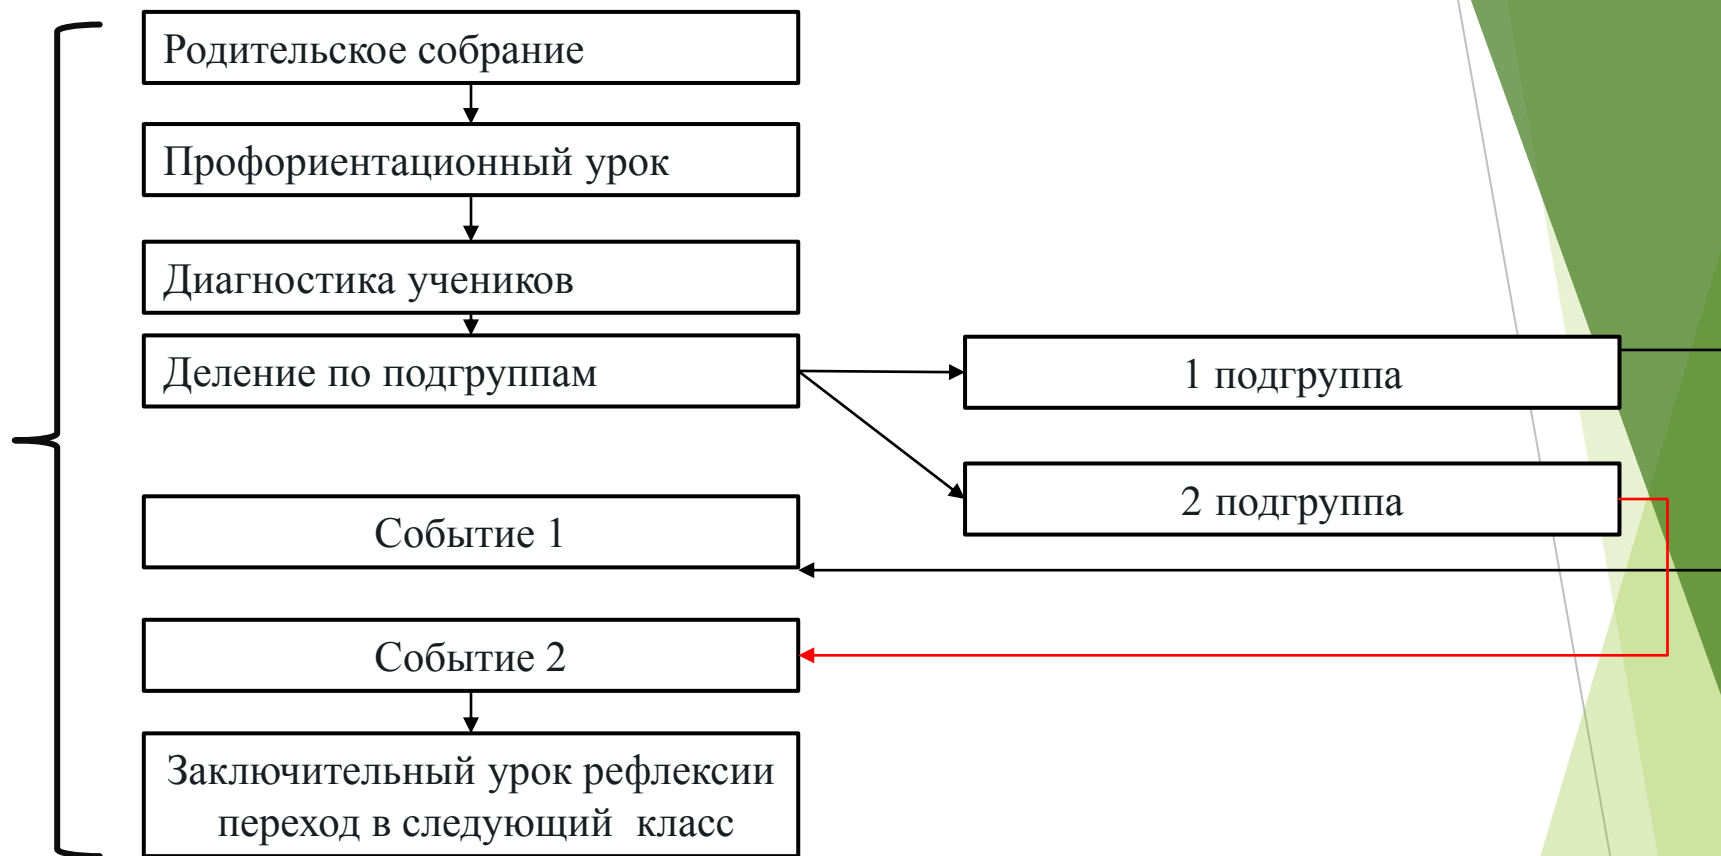 Родительское собрание
Профориентационный урок
Диагностика учеников
Деление по подгруппам
1 подгруппа
2 подгруппа
Событие 1
Событие 2
Заключительный урок рефлексии
переход в следующий класс